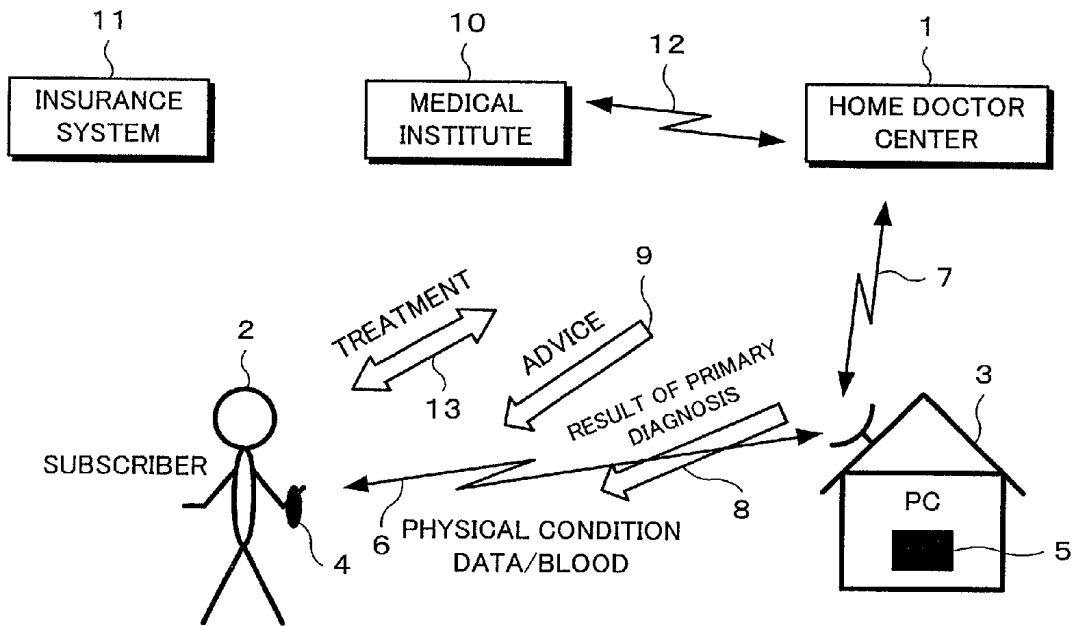 11
10
12
1
INSURANCE
SYSTEM
MEDICAL
INSTITUTE
HOME DOCTOR
CENTER
TREATMENT
13
9
ADVICE
7
2
SUBSCRIBER
RESULT OF PRIMARY
DIAGNOSIS
3
8
6
4
PHYSICAL CONDITION
DATA/BLOOD
PC
5